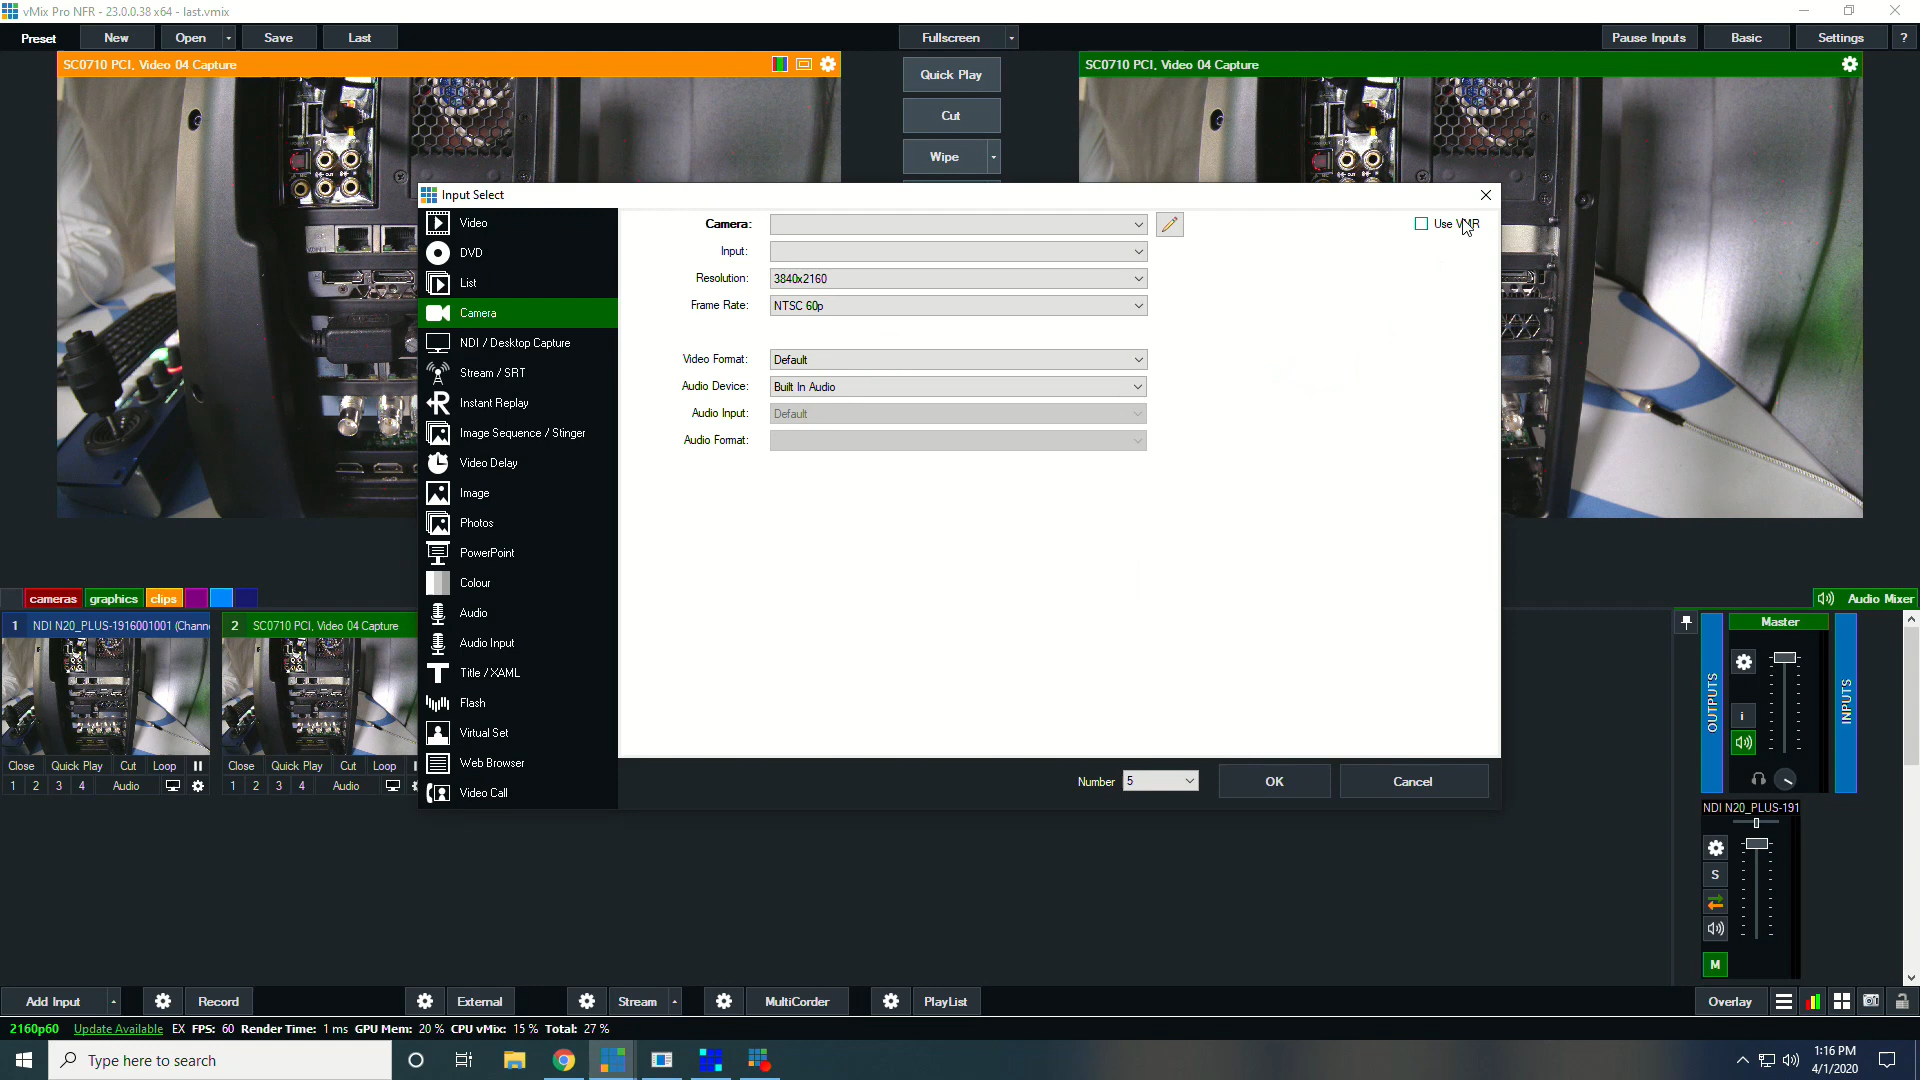 vMix Pro NFR - 23.0.0.38 x64 - last.vmix
Preset New Open Save Last Fullscreen Pause Inputs Basic Settings ?
SC0710 PCI, Video 04 Capture
Quick Play
SC0710 PCI, Video 04 Capture
Cut
Wipe
Input Select
Video
DVD
List
Camera
NDI / Desktop Capture
Stream / SRT
Instant Replay
Image Sequence / Stinger
Video Delay
Image
Photos
PowerPoint
Colour
Audio
Audio Input
Title / XAML
Flash
Virtual Set
Web Browser
Video Call
Camera:
Use VMR
Input:
Resolution: 3840x2160
Frame Rate: NTSC 60p
Video Format: Default
Audio Device: Built In Audio
Audio Input: Default
Audio Format:
Number 5 OK Cancel
cameras graphics clips
Audio Mixer
1 NDI N20_PLUS-1916001001 (Chann
2 SC0710 PCI, Video 04 Capture
Close Quick Play Cut Loop
1 2 3 4 Audio
Close Quick Play Cut Loop
1 2 3 4 Audio
Master
OUTPUTS
INPUTS
i
NDI N20_PLUS-191
S
M
Add Input Record External Stream MultiCorder PlayList Overlay
2160p60 Update Available EX FPS: 60 Render Time: 1 ms GPU Mem: 20 % CPU vMix: 15 % Total: 27 %
Type here to search
1:16 PM
4/1/2020